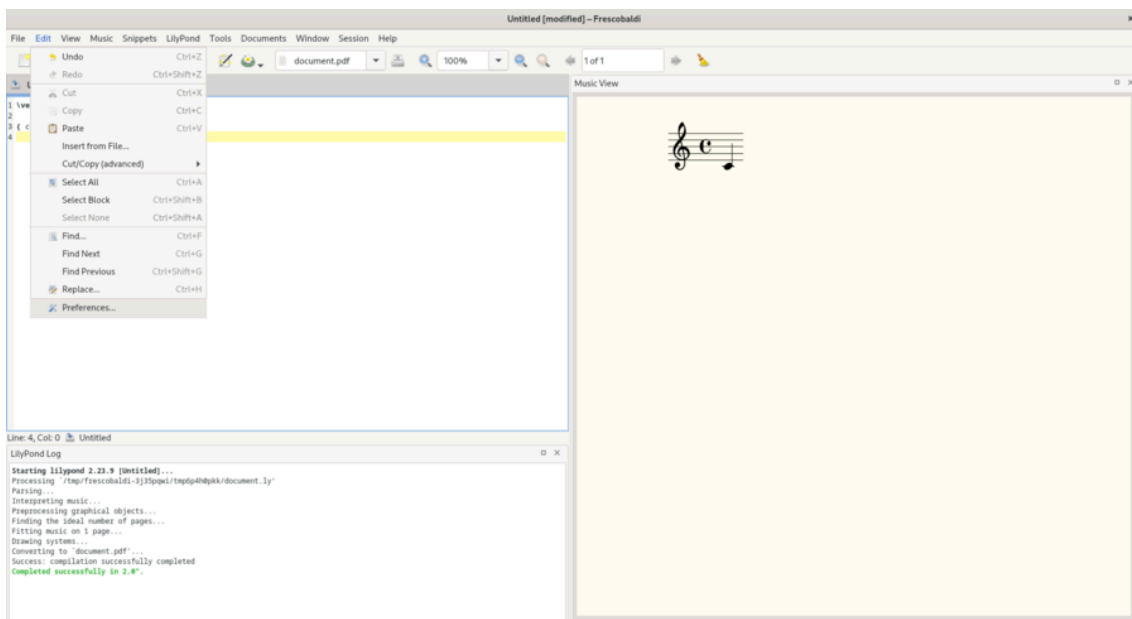 Untitled [modified] – Frescobaldi
File Edit View Music Snippets LilyPond Tools Documents Window Session Help
document.pdf 100% 1 of 1
Undo Ctrl+Z
Redo Ctrl+Shift+Z
Cut Ctrl+X
Copy Ctrl+C
Paste Ctrl+V
Insert from File...
Cut/Copy (advanced)
Select All Ctrl+A
Select Block Ctrl+Shift+B
Select None Ctrl+Shift+A
Find... Ctrl+F
Find Next Ctrl+G
Find Previous Ctrl+Shift+G
Replace... Ctrl+H
Preferences...
1 \ve
2
3 { c
4
Music View
Line: 4, Col: 0 Untitled
LilyPond Log
Starting lilypond 2.23.9 [Untitled]...
Processing `/tmp/frescobaldi-3j35pqwi/tmp6p4h0pkk/document.ly'
Parsing...
Interpreting music...
Preprocessing graphical objects...
Finding the ideal number of pages...
Fitting music on 1 page...
Drawing systems...
Converting to `document.pdf'...
Success: compilation successfully completed
Completed successfully in 2.0".